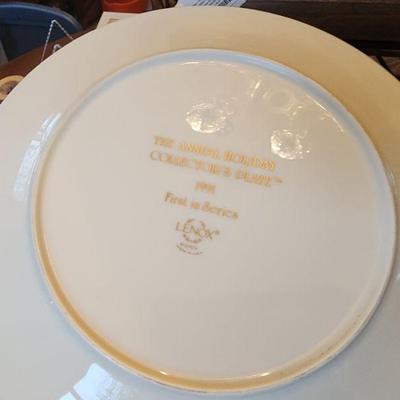 THE ANNUAL HOLIDAY
COLLECTOR'S PLATE™
1991
First in Series
LENOX®